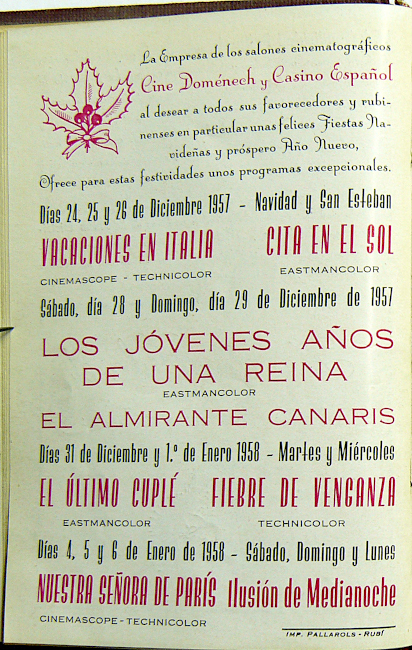 La Empresa de los salones cinematográficos
Cine Doménech y Casino Español
al desear a todos sus favorecedores y rubi-
nenses en particular unas felices Fiestas Na-
videñas y próspero Año Nuevo,
Ofrece para estas festividades unos programas excepcionales.
Días 24, 25 y 26 de Diciembre 1957 - Navidad y San Esteban
VACACIONES EN ITALIA CITA EN EL SOL
CINEMASCOPE - TECHNICOLOR EASTMANCOLOR
Sábado, día 28 y Domingo, día 29 de Diciembre de 1957
LOS JÓVENES AÑOS
DE UNA REINA
EASTMANCOLOR
EL ALMIRANTE CANARIS
Días 31 de Diciembre y 1.º de Enero 1958 - Martes y Miércoles
EL ÚLTIMO CUPLÉ FIEBRE DE VENGANZA
EASTMANCOLOR TECHNICOLOR
Días 4, 5 y 6 de Enero de 1958 - Sábado, Domingo y Lunes
NUESTRA SEÑORA DE PARÍS Ilusión de Medianoche
CINEMASCOPE - TECHNICOLOR
IMP. PALLAROLS - RUBÍ